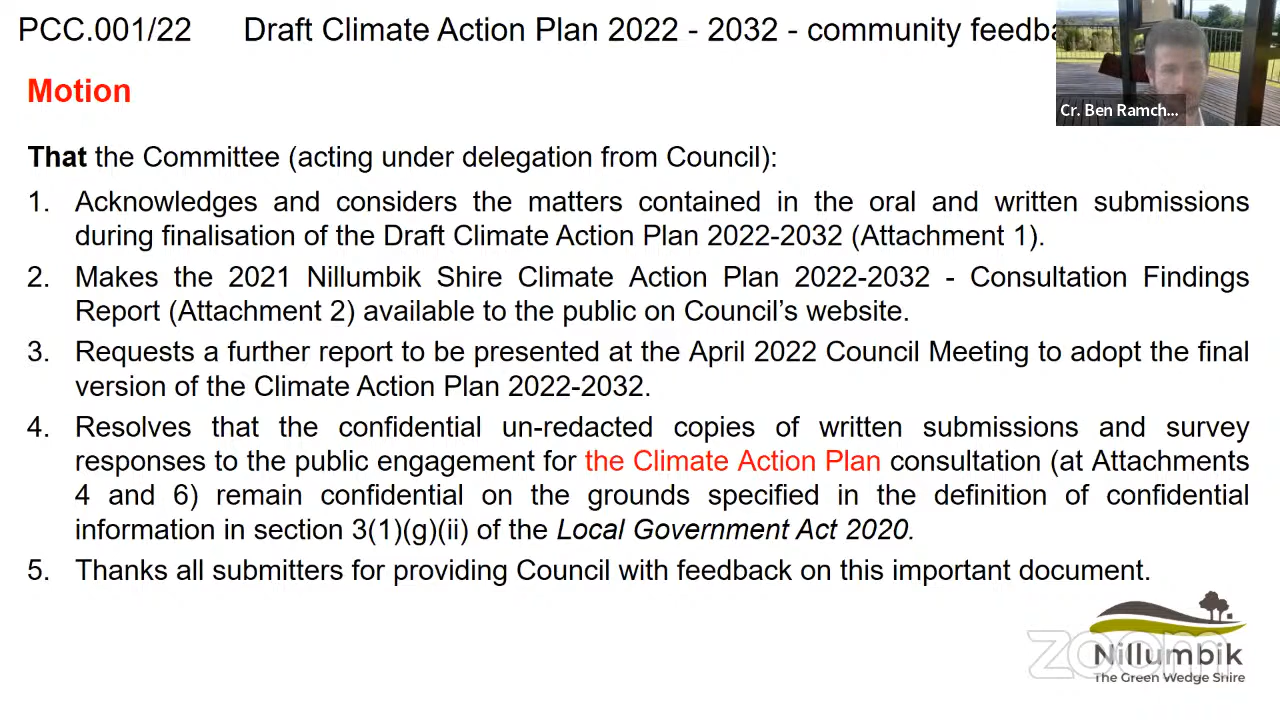 PCC.001/22 Draft Climate Action Plan 2022 - 2032 - community feedba
Cr. Ben Ramch...
Motion
That the Committee (acting under delegation from Council):
1. Acknowledges and considers the matters contained in the oral and written submissions
during finalisation of the Draft Climate Action Plan 2022-2032 (Attachment 1).
2. Makes the 2021 Nillumbik Shire Climate Action Plan 2022-2032 - Consultation Findings
Report (Attachment 2) available to the public on Council’s website.
3. Requests a further report to be presented at the April 2022 Council Meeting to adopt the final
version of the Climate Action Plan 2022-2032.
4. Resolves that the confidential un-redacted copies of written submissions and survey
responses to the public engagement for the Climate Action Plan consultation (at Attachments
4 and 6) remain confidential on the grounds specified in the definition of confidential
information in section 3(1)(g)(ii) of the Local Government Act 2020.
5. Thanks all submitters for providing Council with feedback on this important document.
zoom
Nillumbik
The Green Wedge Shire